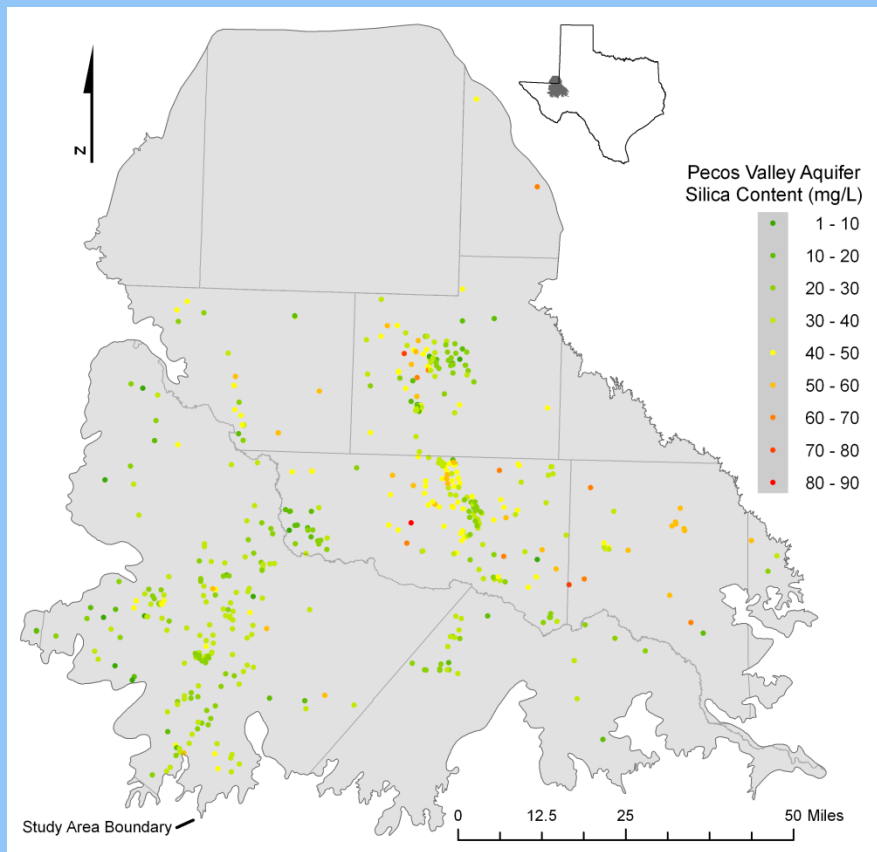 N
Pecos Valley Aquifer
Silica Content (mg/L)
1 - 10
10 - 20
20 - 30
30 - 40
40 - 50
50 - 60
60 - 70
70 - 80
80 - 90
Study Area Boundary
0 12.5 25 50 Miles